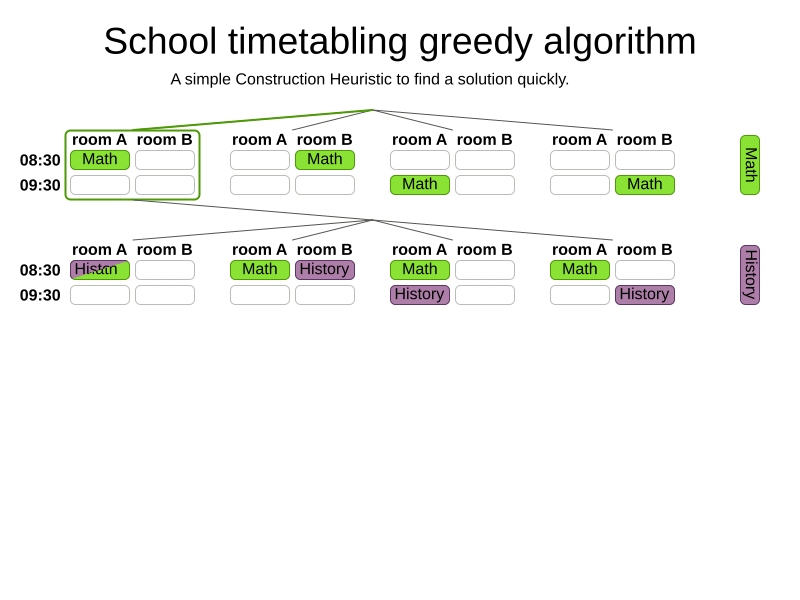 School timetabling greedy algorithm
A simple Construction Heuristic to find a solution quickly.
room A room B room A room B room A room B room A room B
08:30 Math Math
09:30 Math Math
Math
room A room B room A room B room A room B room A room B
08:30 Math History Math Math
09:30 History History
History